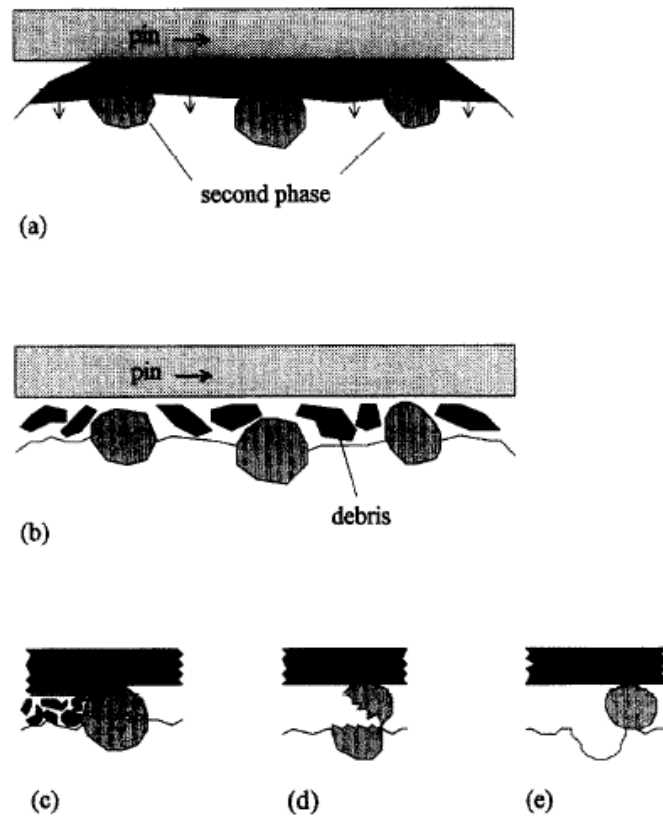 pin
second phase
(a)
pin
debris
(b)
(c) (d) (e)